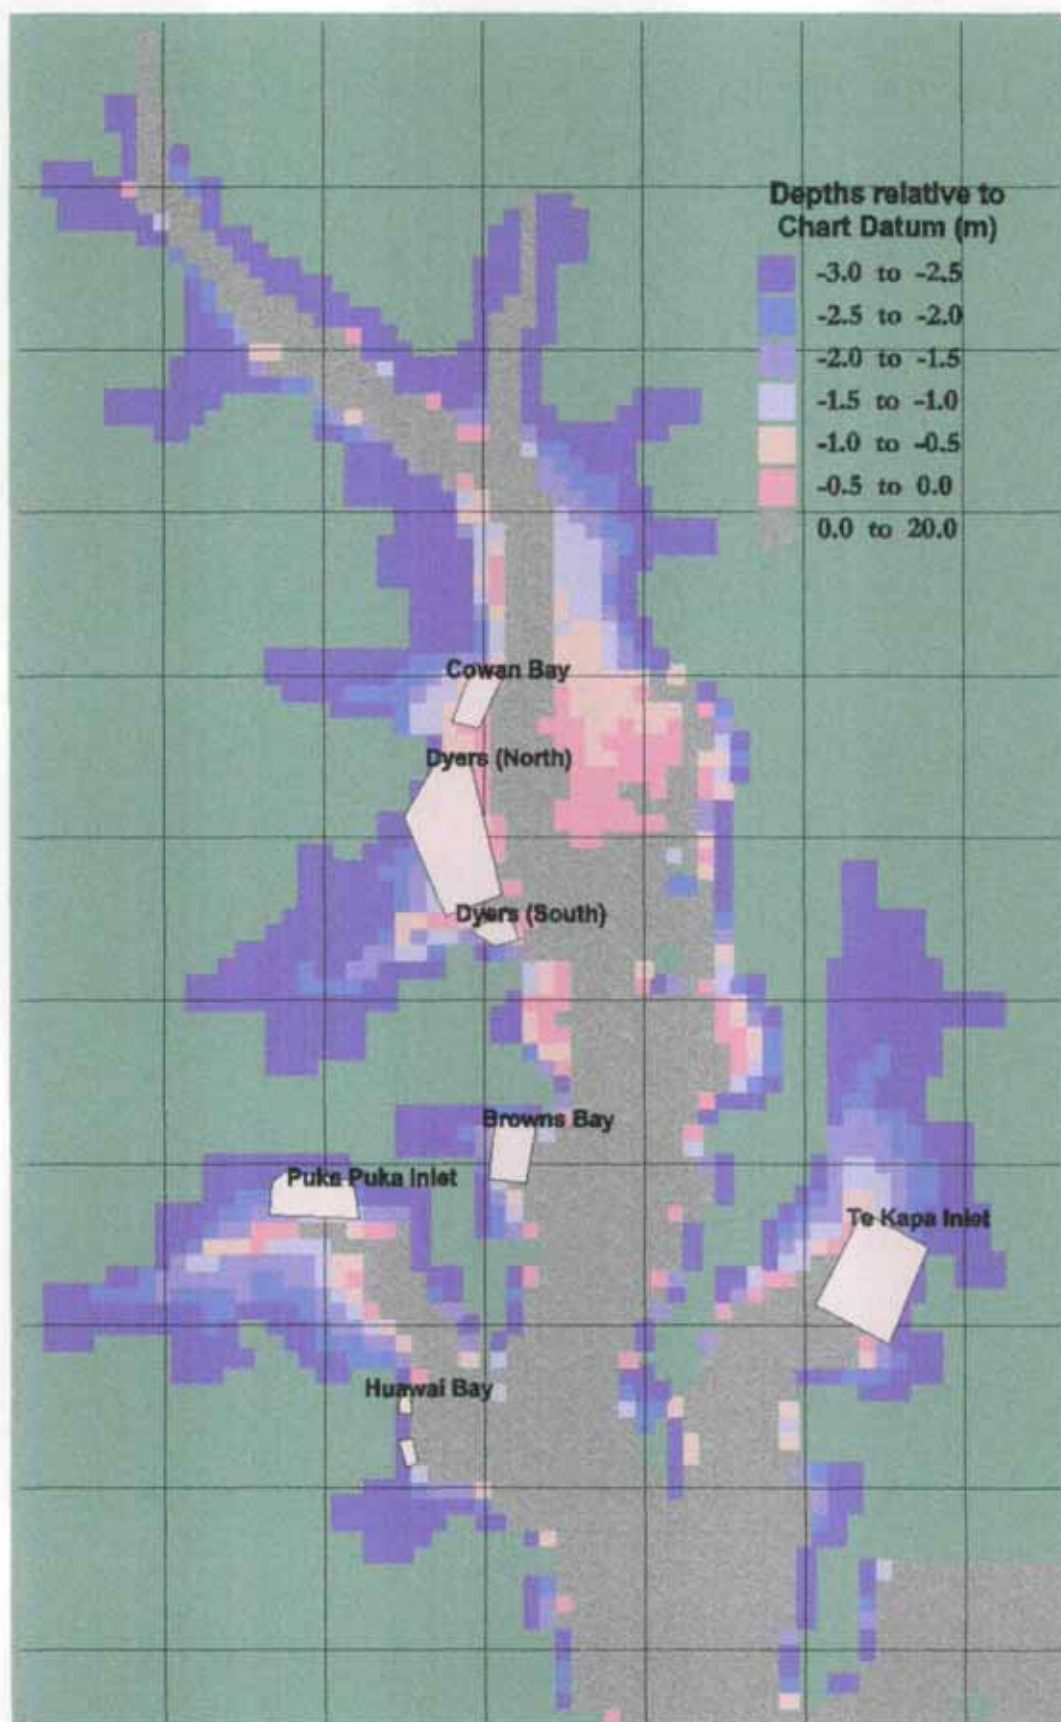 Depths relative to
Chart Datum (m)
-3.0 to -2.5
-2.5 to -2.0
-2.0 to -1.5
-1.5 to -1.0
-1.0 to -0.5
-0.5 to 0.0
0.0 to 20.0
Cowan Bay
Dyers (North)
Dyers (South)
Browns Bay
Puka Puka Inlet
Te Kapa Inlet
Huawai Bay